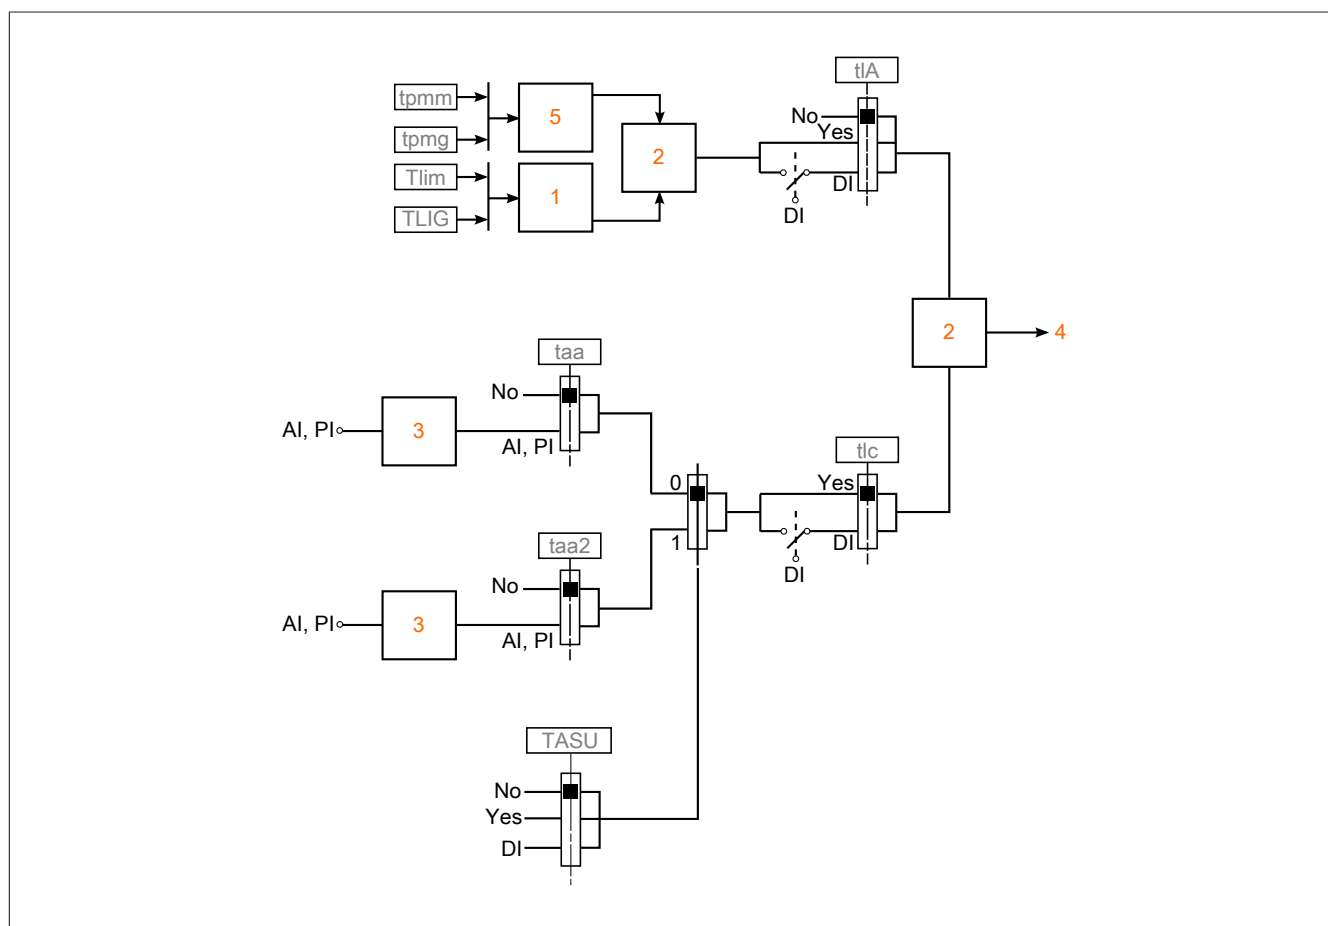 tIA
tpmm
5
No
tpmg
Yes
2
Tlim
1
DI
TLIG
DI
2
4
taa
No
AI, PI
3
AI, PI
tlc
0
Yes
1
DI
DI
taa2
No
AI, PI
3
AI, PI
TASU
No
Yes
DI